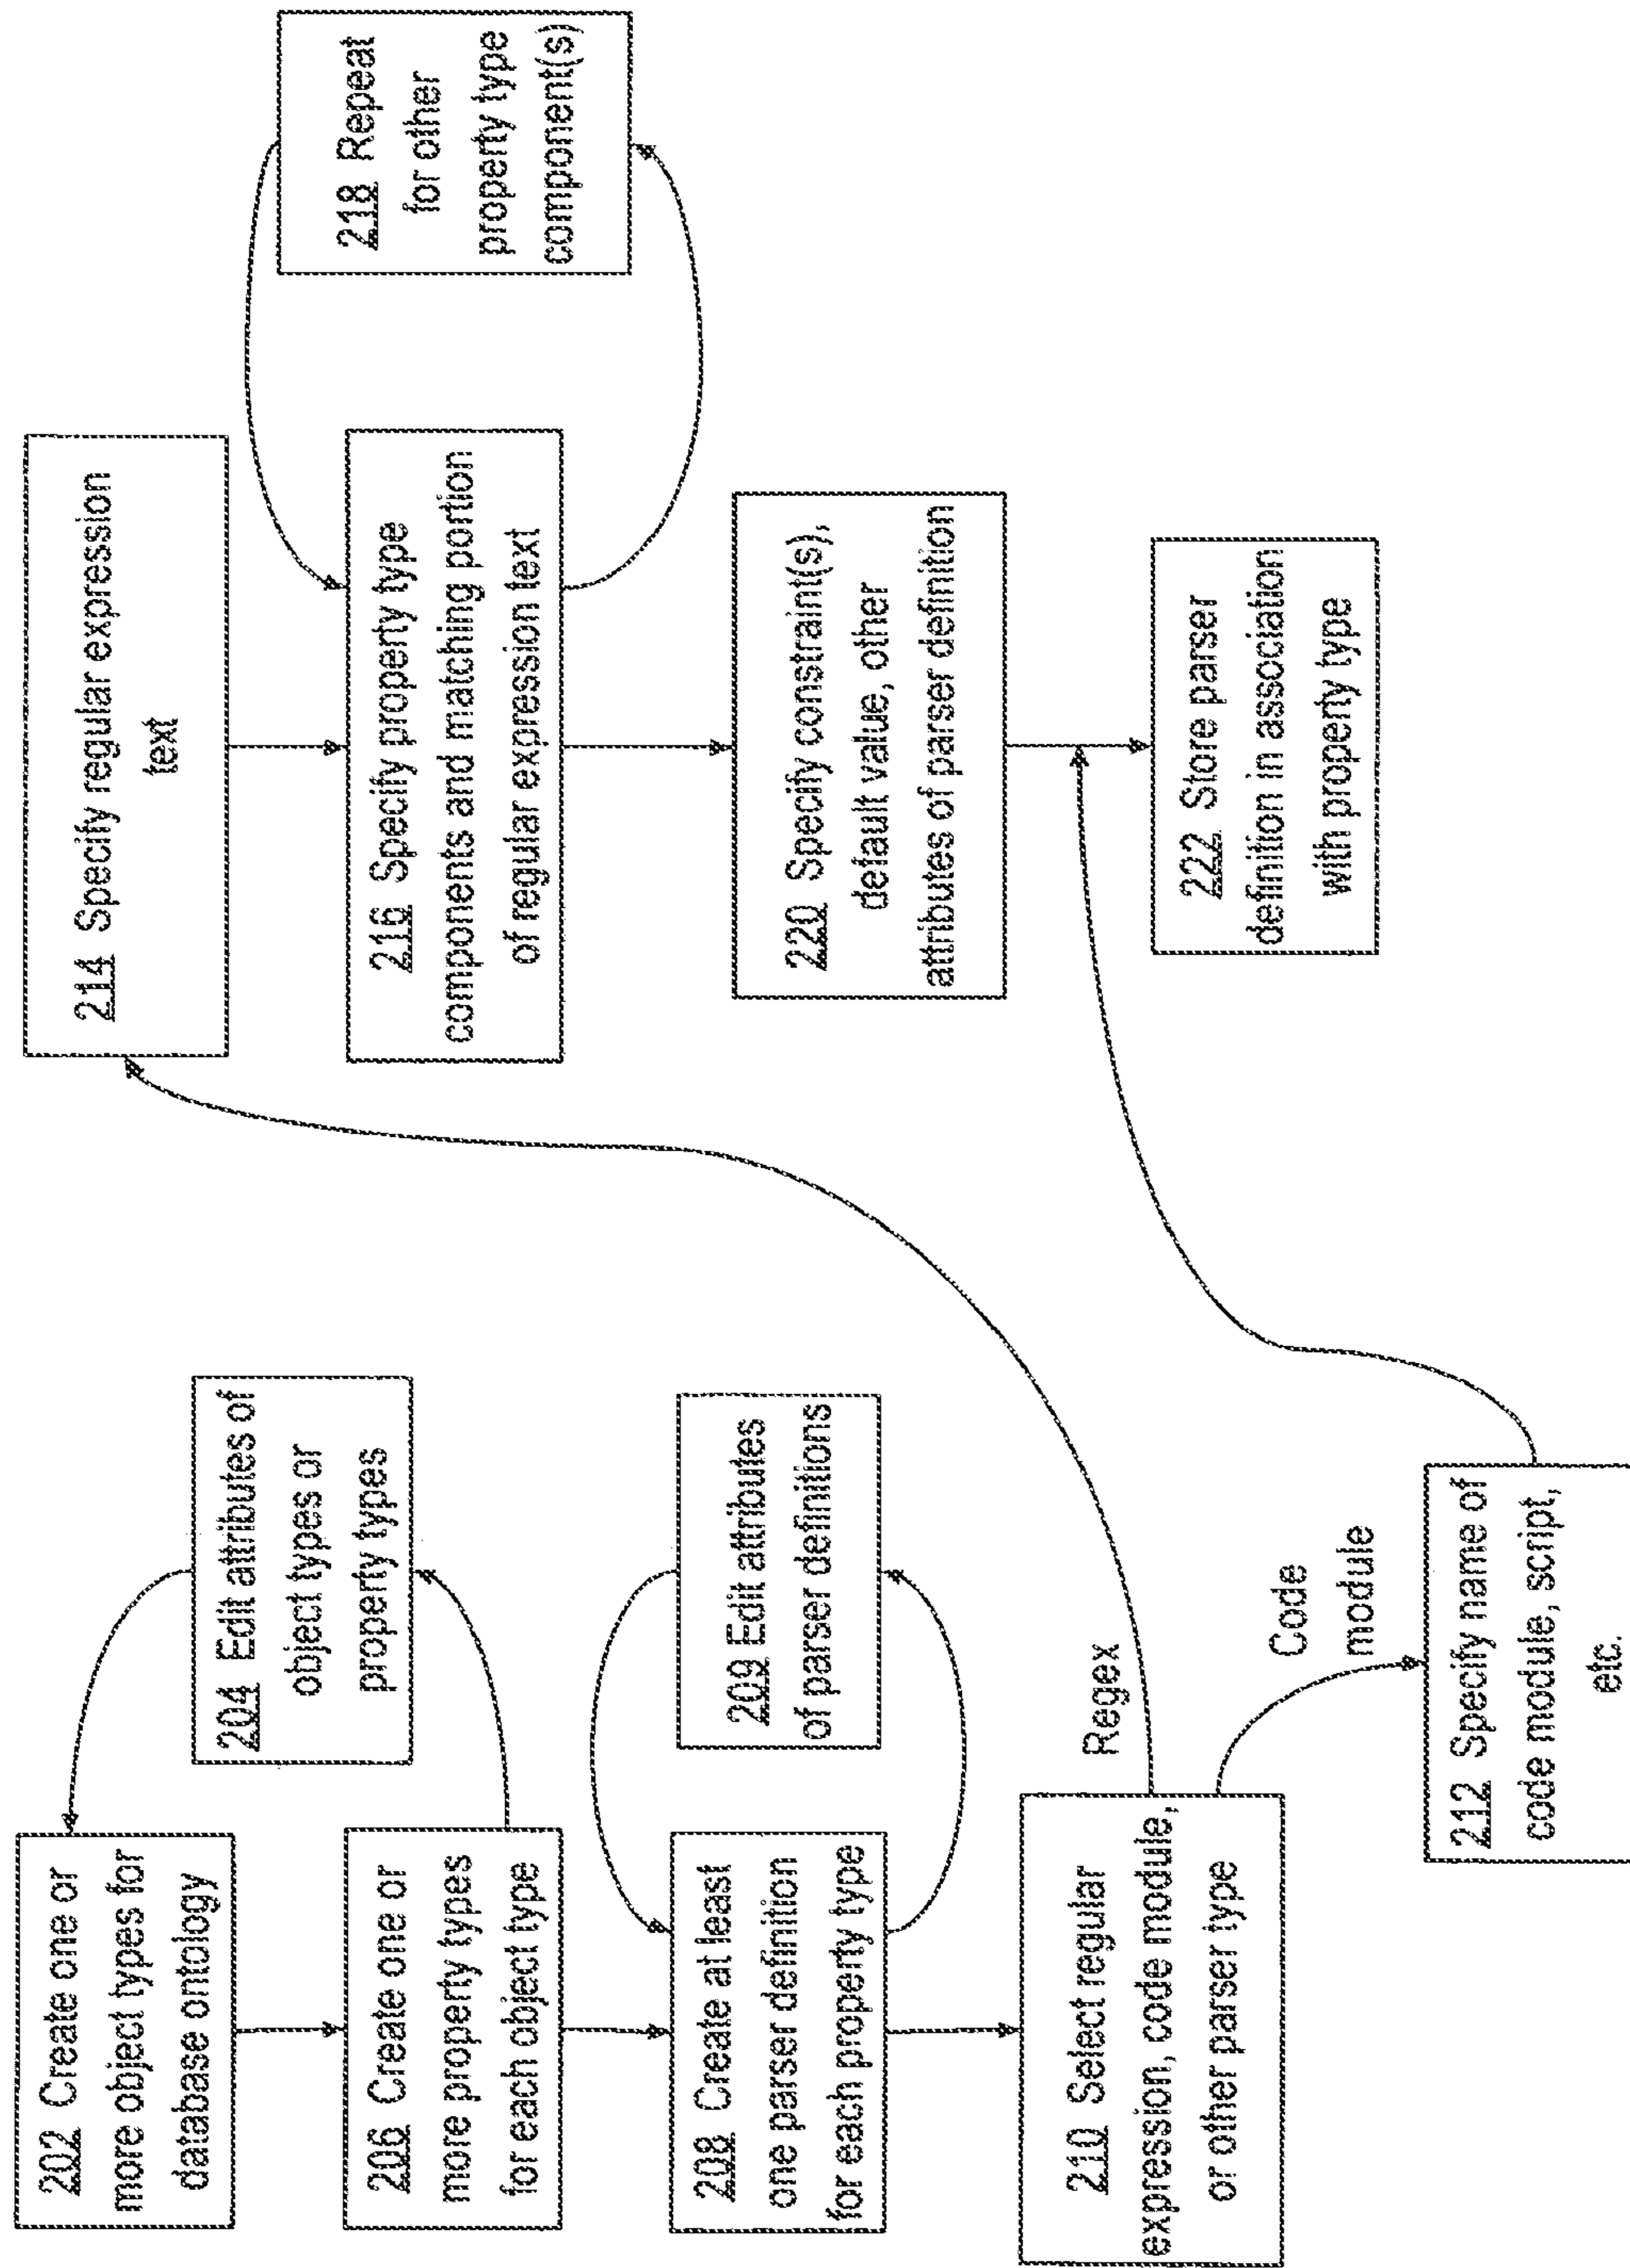 202 Create one or
more object types for
database ontology
204 Edit attributes of
object types or
property types
206 Create one or
more property types
for each object type
208 Create at least
one parser definition
for each property type
209 Edit attributes
of parser definitions
210 Select regular
expression, code module,
or other parser type
Regex
Code
module
212 Specify name of
code module, script,
etc.
214 Specify regular expression
text
216 Specify property type
components and matching portion
of regular expression text
218 Repeat
for other
property type
component(s)
220 Specify constraint(s),
default value, other
attributes of parser definition
222 Store parser
definition in association
with property type